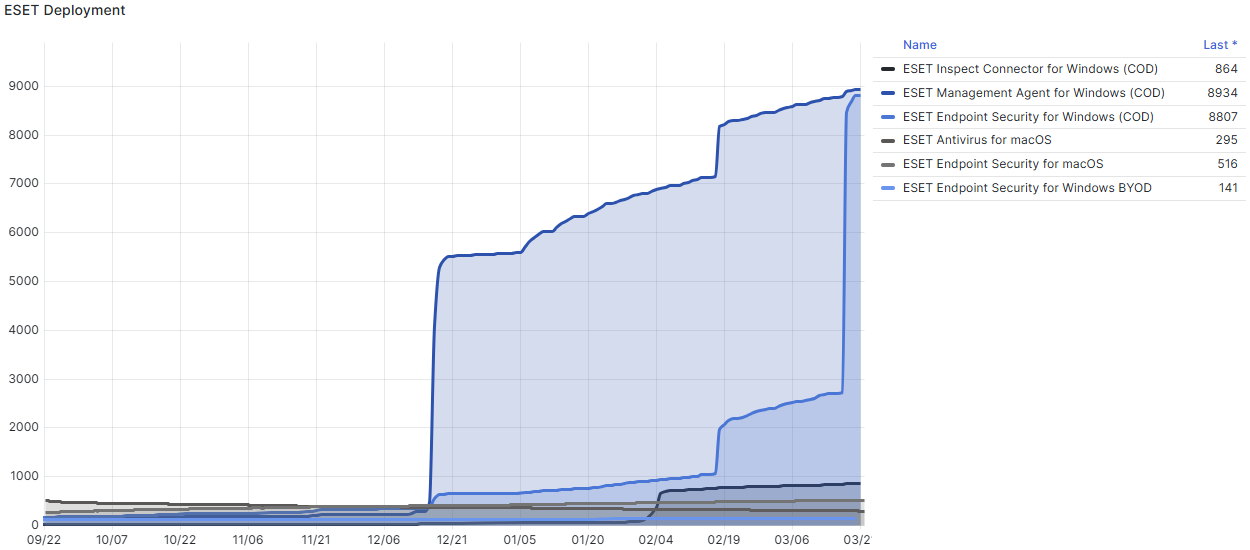 ESET Deployment
Name Last *
ESET Inspect Connector for Windows (COD) 864
ESET Management Agent for Windows (COD) 8934
ESET Endpoint Security for Windows (COD) 8807
ESET Antivirus for macOS 295
ESET Endpoint Security for macOS 516
ESET Endpoint Security for Windows BYOD 141
9000
8000
7000
6000
5000
4000
3000
2000
1000
0
09/22 10/07 10/22 11/06 11/21 12/06 12/21 01/05 01/20 02/04 02/19 03/06